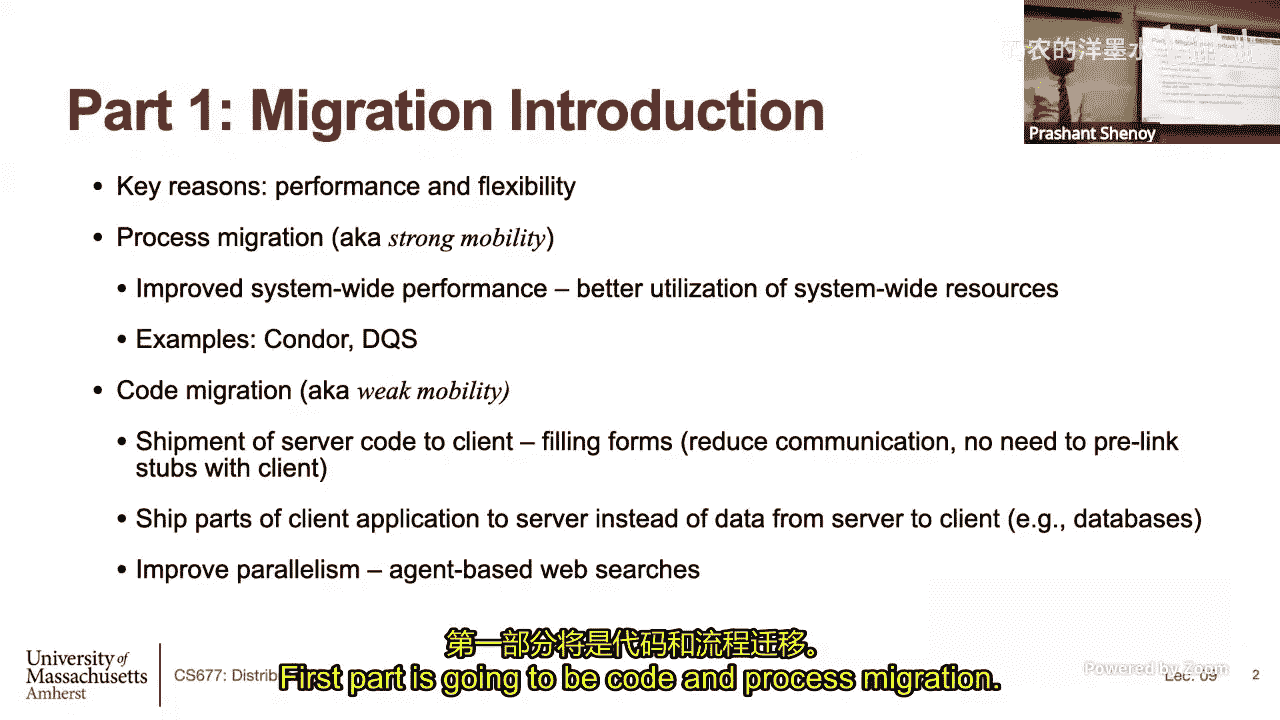 农的洋墨水
Prashant Shenoy
Part 1: Migration Introduction
• Key reasons: performance and flexibility
• Process migration (aka strong mobility)
• Improved system-wide performance – better utilization of system-wide resources
• Examples: Condor, DQS
• Code migration (aka weak mobility)
• Shipment of server code to client – filling forms (reduce communication, no need to pre-link
stubs with client)
• Ship parts of client application to server instead of data from server to client (e.g., databases)
• Improve parallelism – agent-based web searches
第一部分将是代码和流程迁移。
First part is going to be code and process migration.
University of
Massachusetts
Amherst
CS677: Distrib
Powered by Zoom
Lec. 09
2